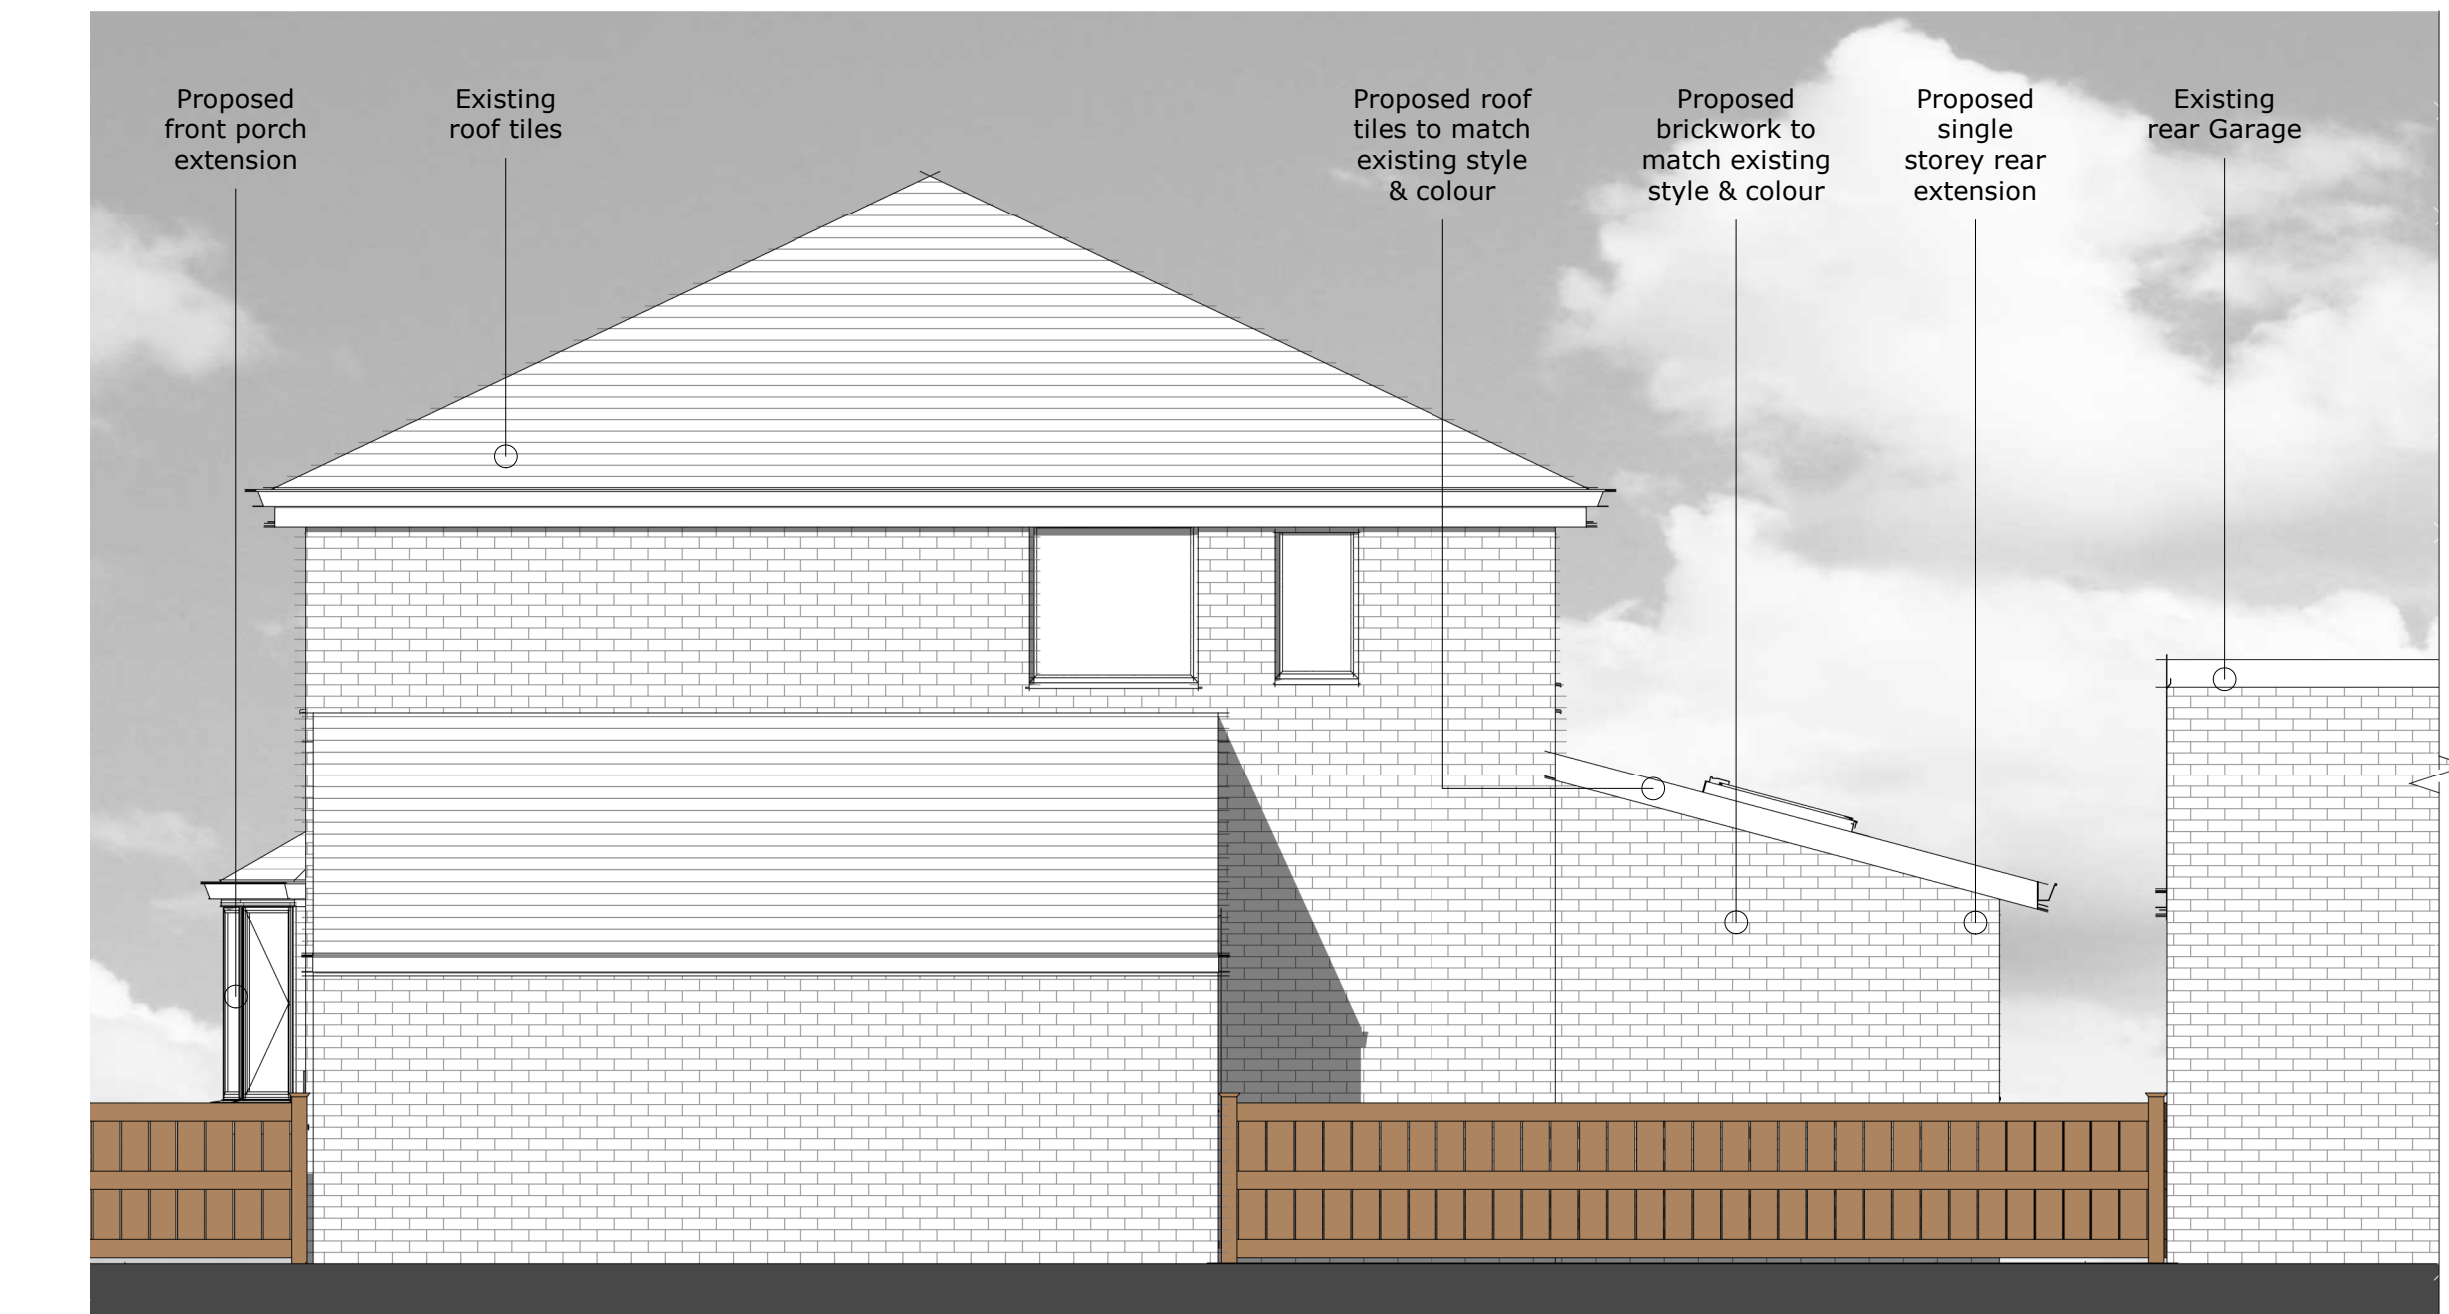 Proposed
front porch
extension
Existing
roof tiles
Proposed roof
tiles to match
existing style
& colour
Proposed
brickwork to
match existing
style & colour
Proposed
single
storey rear
extension
Existing
rear Garage